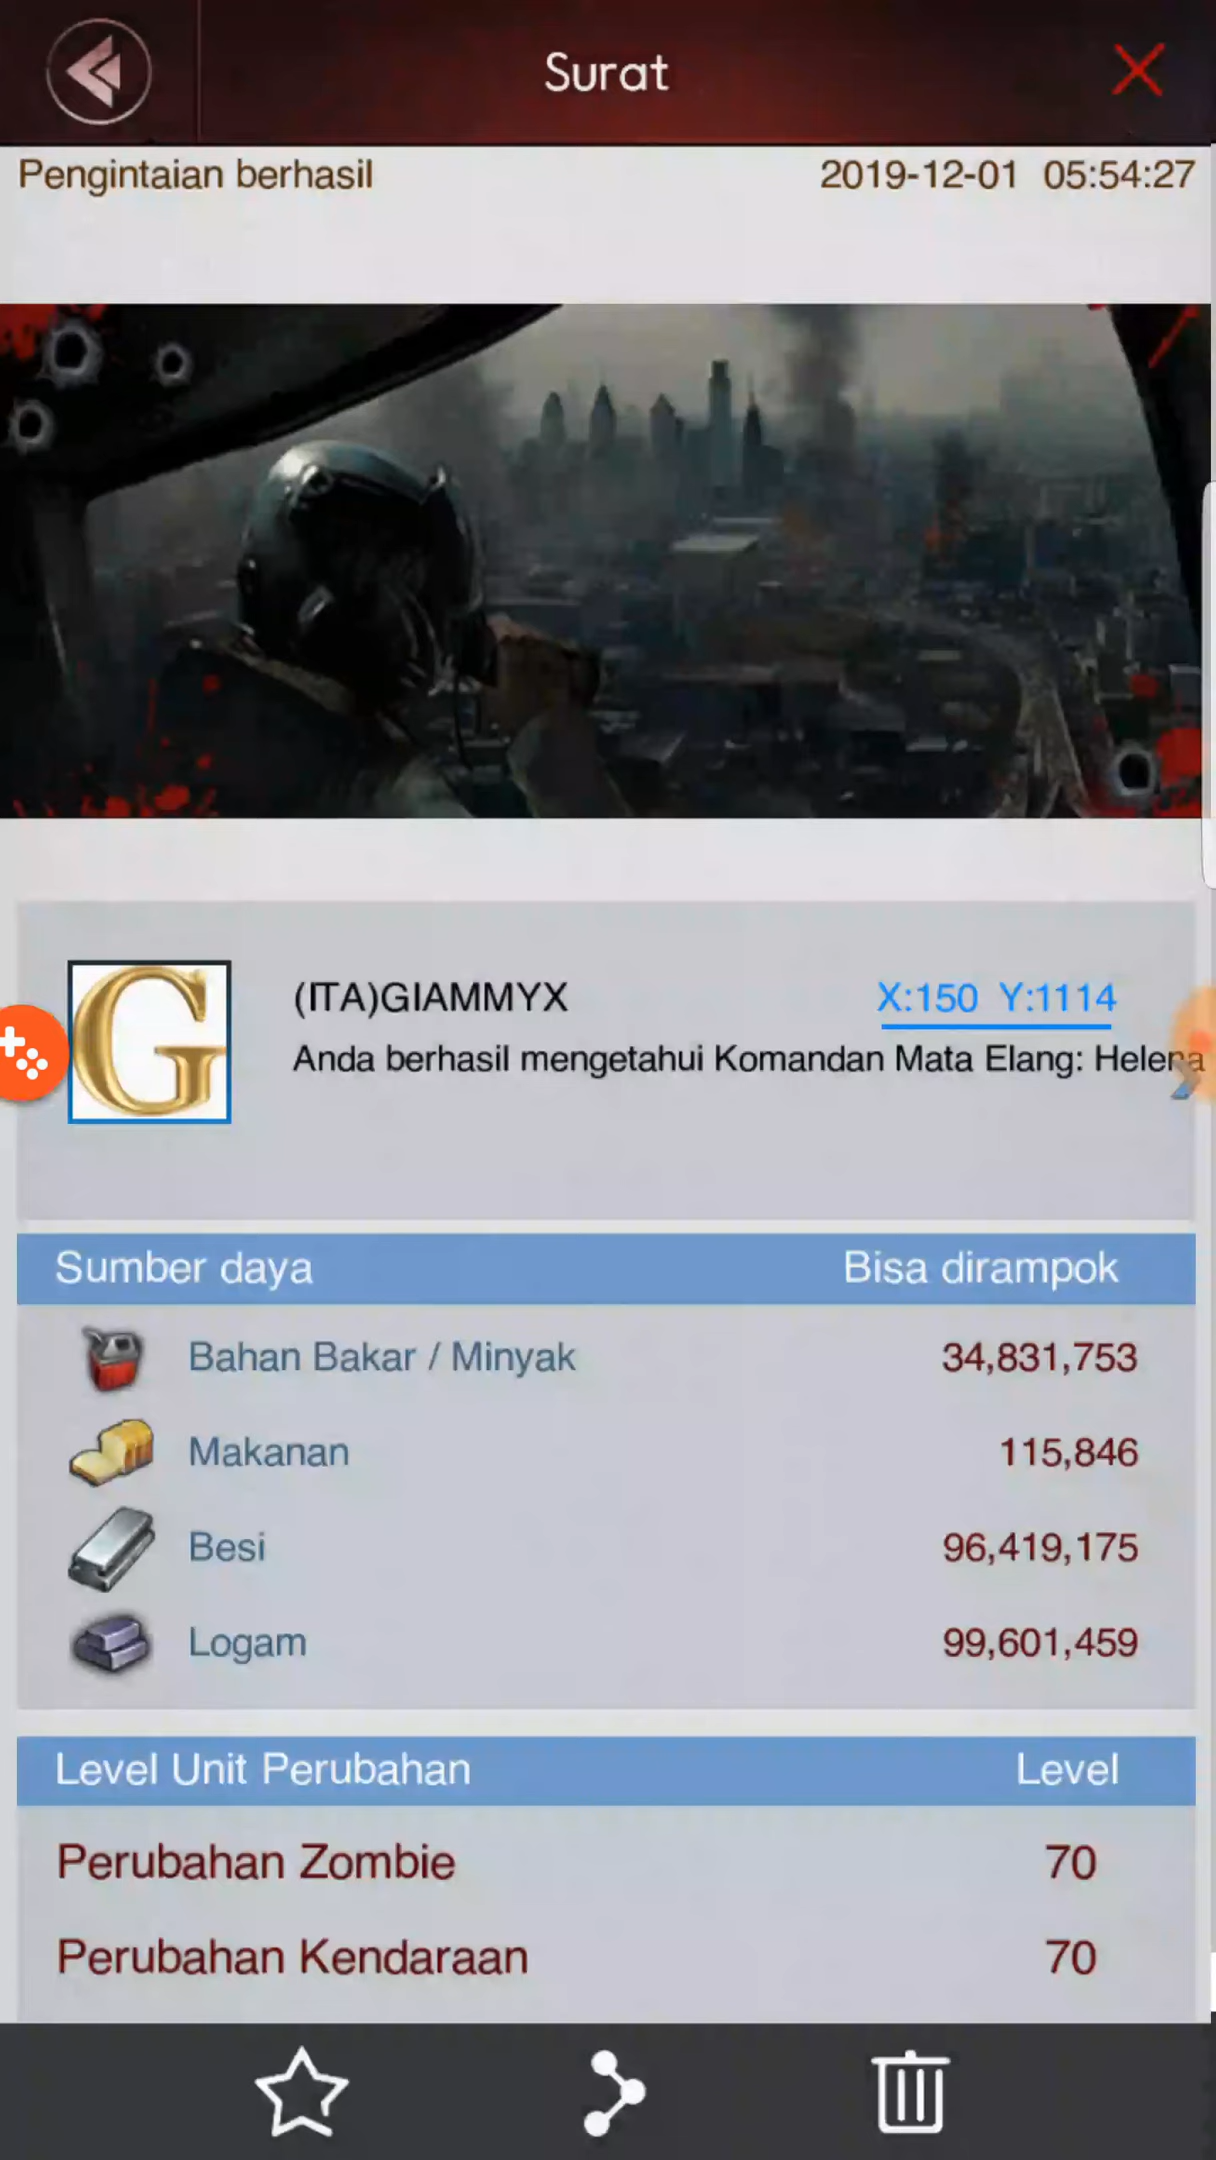 Surat
Pengintaian berhasil 2019-12-01 05:54:27
G
(ITA)GIAMMYX X:150 Y:1114
Anda berhasil mengetahui Komandan Mata Elang: Helena
Sumber daya Bisa dirampok
Bahan Bakar / Minyak 34,831,753
Makanan 115,846
Besi 96,419,175
Logam 99,601,459
Level Unit Perubahan Level
Perubahan Zombie 70
Perubahan Kendaraan 70